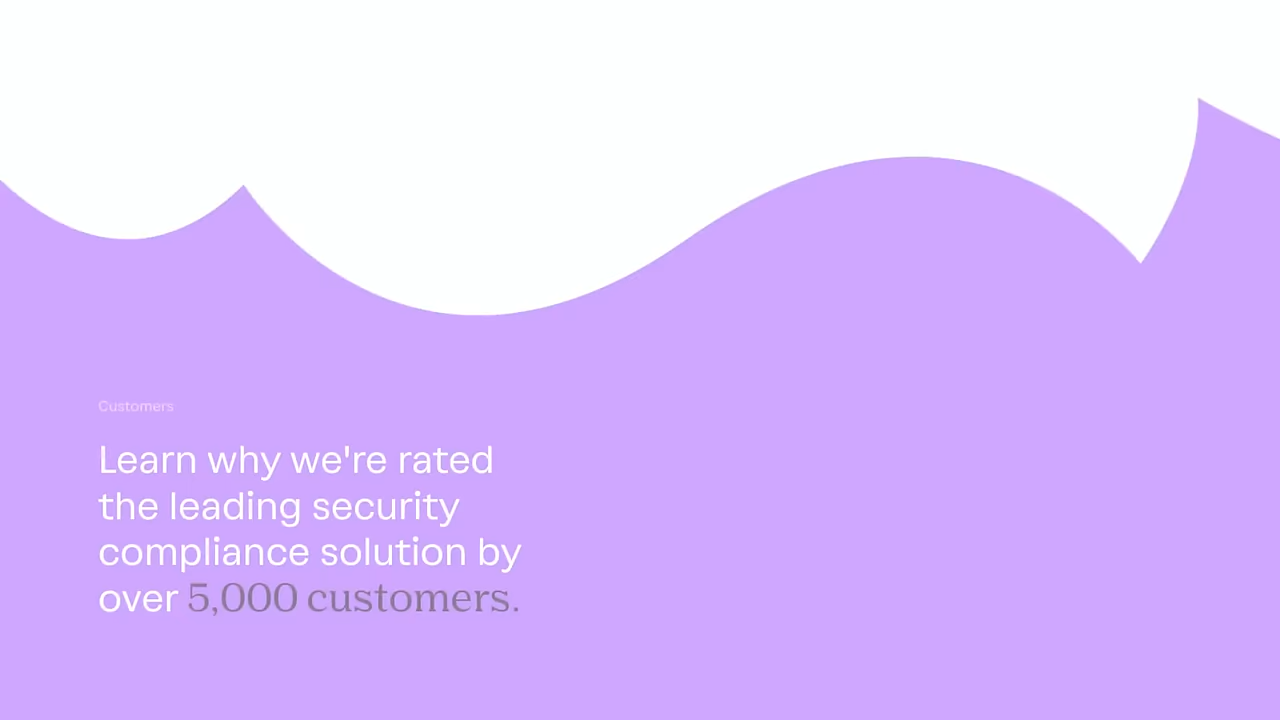 Customers
Learn why we're rated
the leading security
compliance solution by
over 5,000 customers.